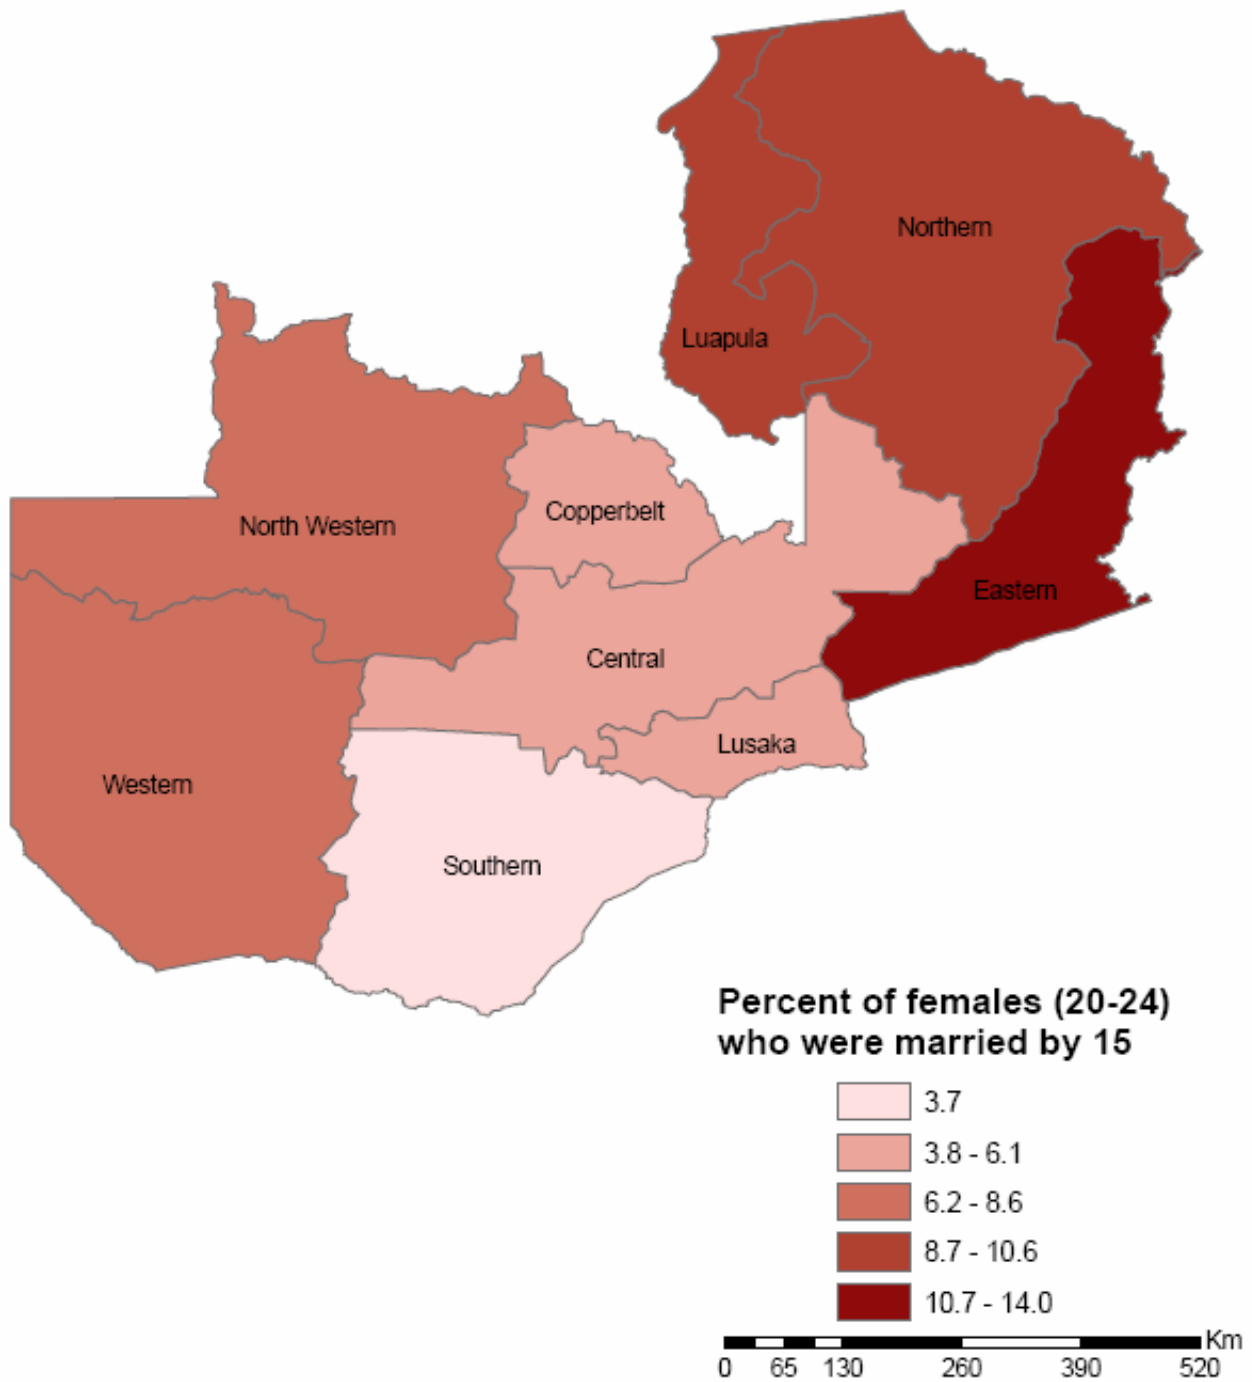 Northern
Luapula
Copperbelt
North Western
Eastern
Central
Lusaka
Western
Southern
Percent of females (20-24)
who were married by 15
3.7
3.8 - 6.1
6.2 - 8.6
8.7 - 10.6
10.7 - 14.0
Km
0 65 130 260 390 520